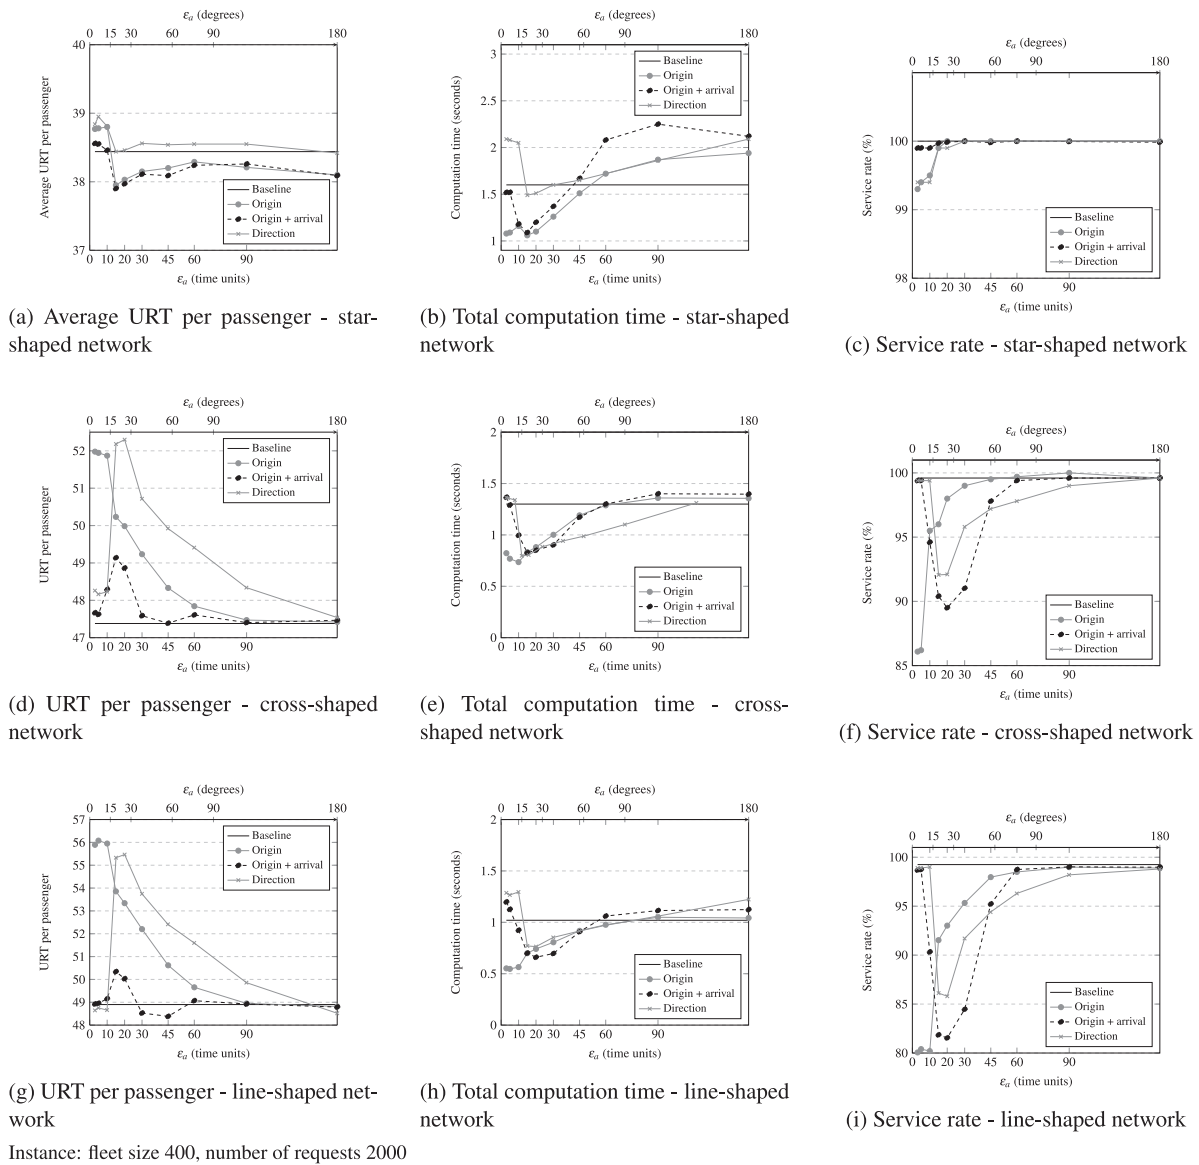 εa (degrees)
0 15 30 60 90 180
40
39
38
37
Average URT per passenger
Baseline
Origin
Origin + arrival
Direction
0 10 20 30 45 60 90
εa (time units)
(a) Average URT per passenger - star-
shaped network
εa (degrees)
0 15 30 60 90 180
3
2.5
2
1.5
1
Computation time (seconds)
Baseline
Origin
Origin + arrival
Direction
0 10 20 30 45 60 90
εa (time units)
(b) Total computation time - star-shaped
network
εa (degrees)
0 15 30 60 90 180
100
99
98
Service rate (%)
Baseline
Origin
Origin + arrival
Direction
0 10 20 30 45 60 90
εa (time units)
(c) Service rate - star-shaped network
εa (degrees)
0 15 30 60 90 180
52
51
50
49
48
47
URT per passenger
Baseline
Origin
Origin + arrival
Direction
0 10 20 30 45 60 90 180
εa (time units)
(d) URT per passenger - cross-shaped
network
εa (degrees)
0 15 30 60 90 180
2
1.5
1
0.5
0
Computation time (seconds)
Baseline
Origin
Origin + arrival
Direction
0 10 20 30 45 60 90 180
εa (time units)
(e) Total computation time - cross-
shaped network
εa (degrees)
0 15 30 60 90 180
100
95
90
85
Service rate (%)
Baseline
Origin
Origin + arrival
Direction
0 10 20 30 45 60 90
εa (time units)
(f) Service rate - cross-shaped network
εa (degrees)
0 15 30 60 90 180
57
56
55
54
53
52
51
50
49
48
URT per passenger
Baseline
Origin
Origin + arrival
Direction
0 10 20 30 45 60 90 180
εa (time units)
(g) URT per passenger - line-shaped net-
work
εa (degrees)
0 15 30 60 90 180
2
1.5
1
0.5
0
Computation time (seconds)
Baseline
Origin
Origin + arrival
Direction
0 10 20 30 45 60 90
εa (time units)
(h) Total computation time - line-shaped
network
εa (degrees)
0 15 30 60 90 180
100
95
90
85
80
Service rate (%)
Baseline
Origin
Origin + arrival
Direction
0 10 20 30 45 60 90
εa (time units)
(i) Service rate - line-shaped network
Instance: fleet size 400, number of requests 2000